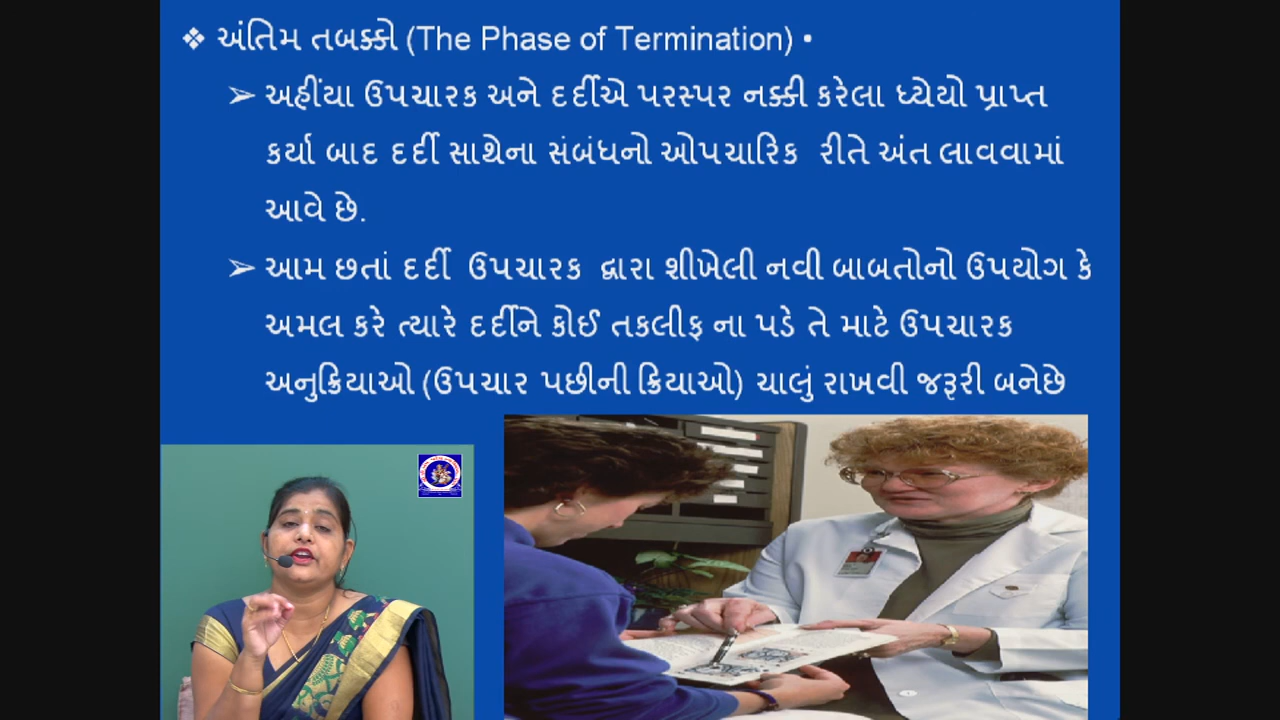 ❖ અંતિમ તબક્કો (The Phase of Termination) •
➢ અહીંયા ઉપચારક અને દર્દીએ પરસ્પર નક્કી કરેલા ધ્યેયો પ્રાપ્ત
કર્યા બાદ દર્દી સાથેના સંબંધનો ઓપચારિક રીતે અંત લાવવામાં
આવે છે.
➢ આમ છતાં દર્દી ઉપચારક દ્વારા શીખેલી નવી બાબતોનો ઉપયોગ કે
અમલ કરે ત્યારે દર્દીને કોઈ તકલીફ ના પડે તે માટે ઉપચારક
અનુક્રિયાઓ (ઉપચાર પછીની ક્રિયાઓ) ચાલું રાખવી જરૂરી બનેછે